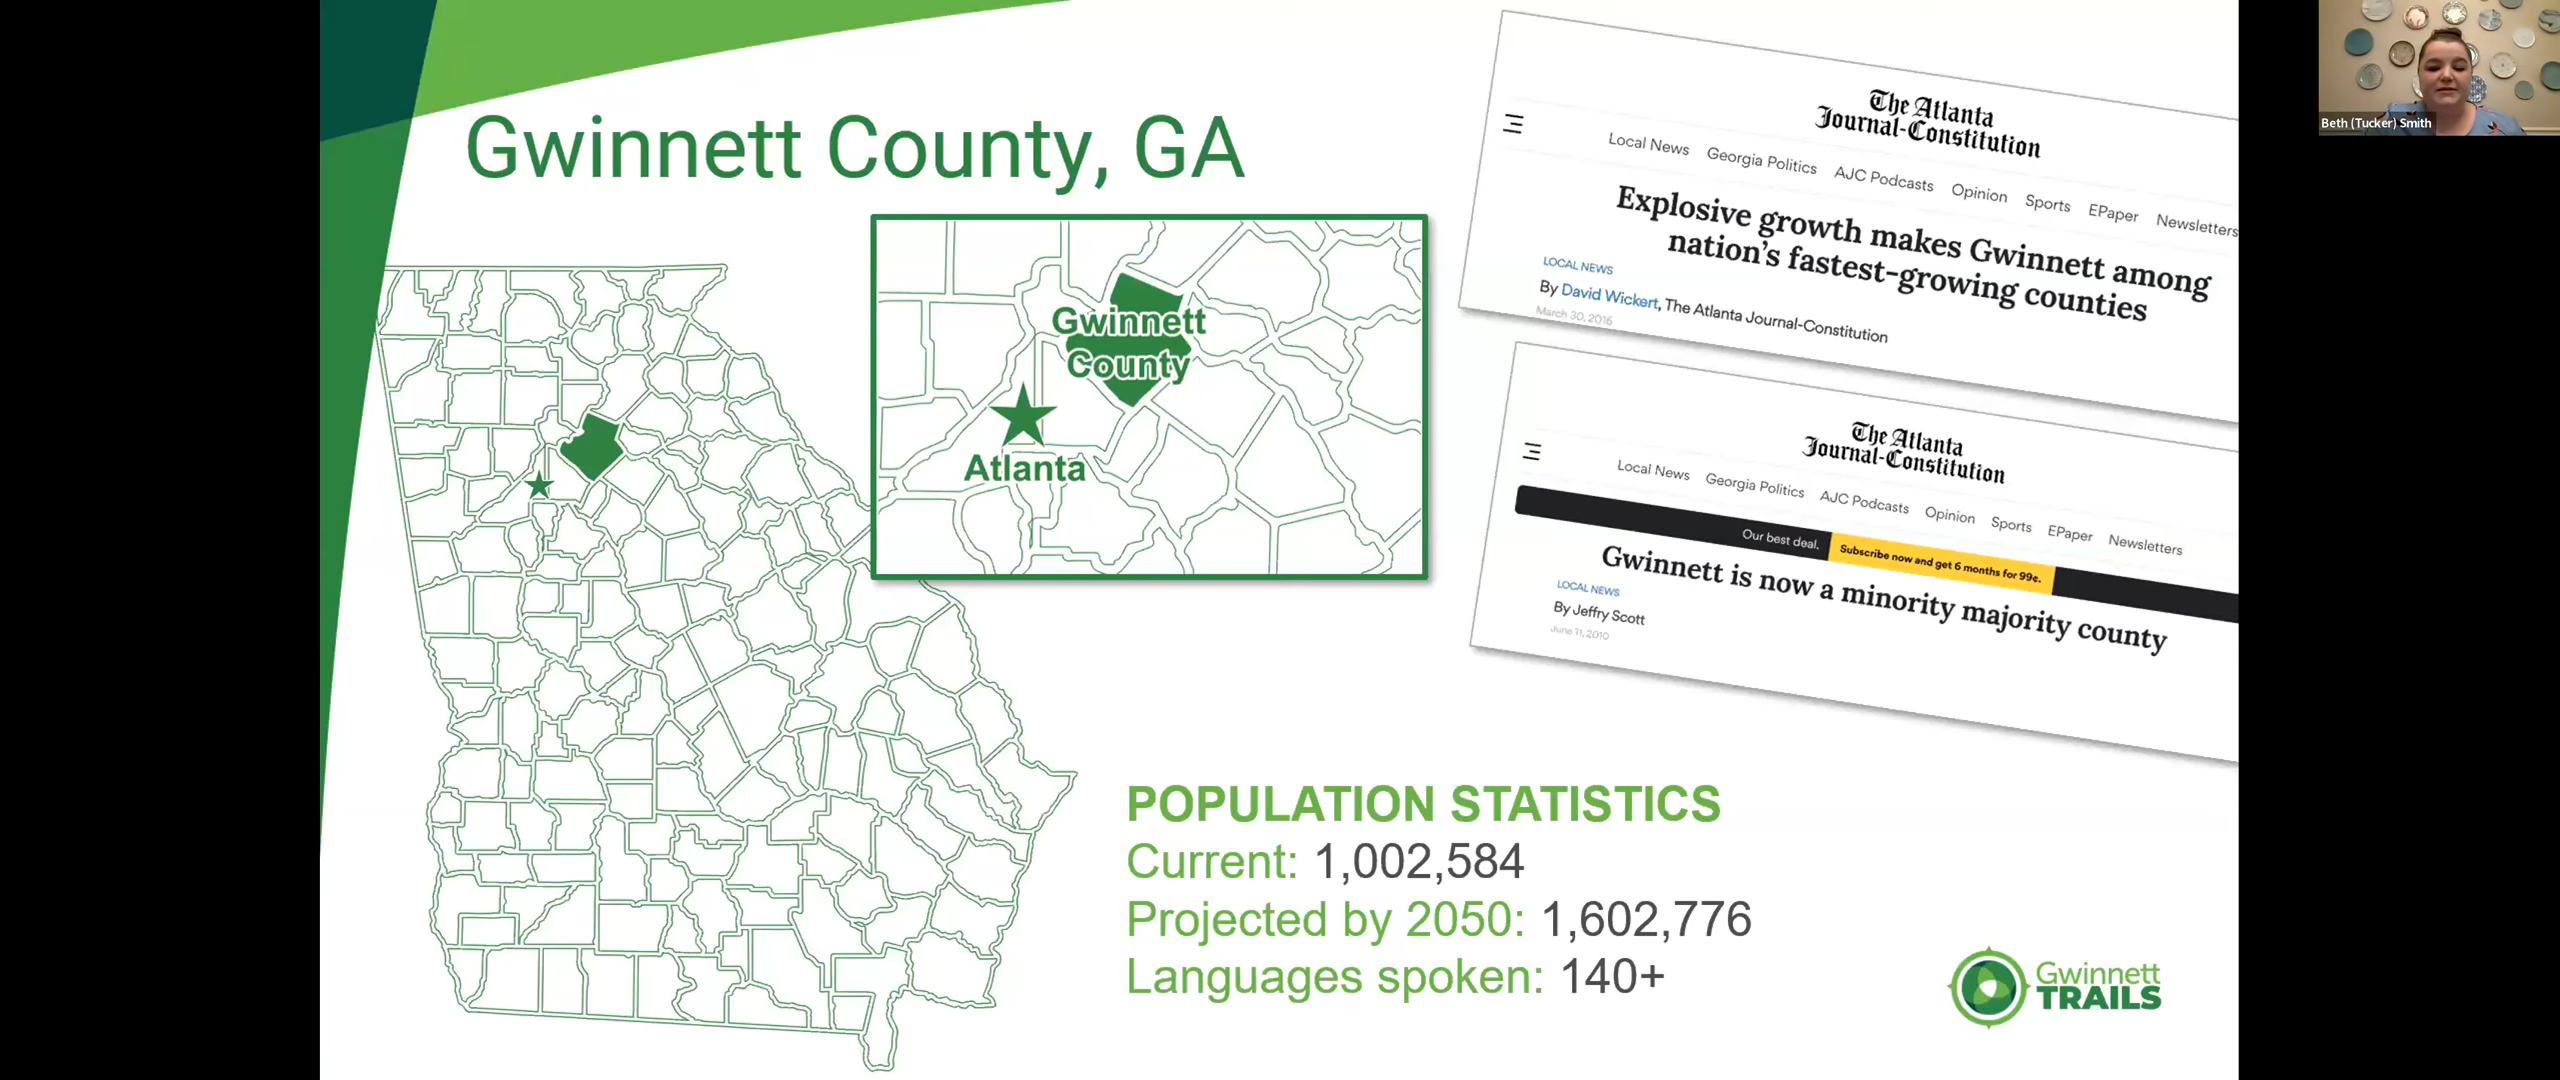 Gwinnett County, GA
Gwinnett
County
Atlanta
The Atlanta
Journal-Constitution
Local News Georgia Politics AJC Podcasts Opinion Sports EPaper Newsletters
Explosive growth makes Gwinnett among
nation's fastest-growing counties
LOCAL NEWS
By David Wickert, The Atlanta Journal-Constitution
March 30, 2016
The Atlanta
Journal-Constitution
Local News Georgia Politics AJC Podcasts Opinion Sports EPaper Newsletters
Our best deal. Subscribe now and get 6 months for 99¢.
Gwinnett is now a minority majority county
LOCAL NEWS
By Jeffry Scott
June 11, 2010
POPULATION STATISTICS
Current: 1,002,584
Projected by 2050: 1,602,776
Languages spoken: 140+
Gwinnett
TRAILS
Beth (Tucker) Smith